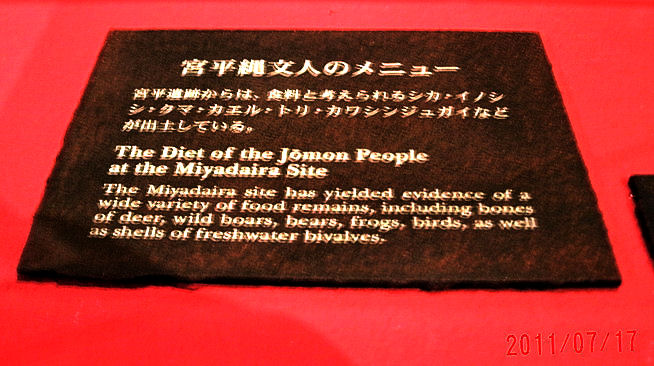 宮平縄文人のメニュー
宮平遺跡からは、食料と考えられるシカ・イノシ
シ・クマ・カエル・トリ・カワシンジュガイなど
が出土している。
The Diet of the Jōmon People
at the Miyadaira Site
The Miyadaira site has yielded evidence of a
wide variety of food remains, including bones
of deer, wild boars, bears, frogs, birds, as well
as shells of freshwater bivalves.
2011/07/17